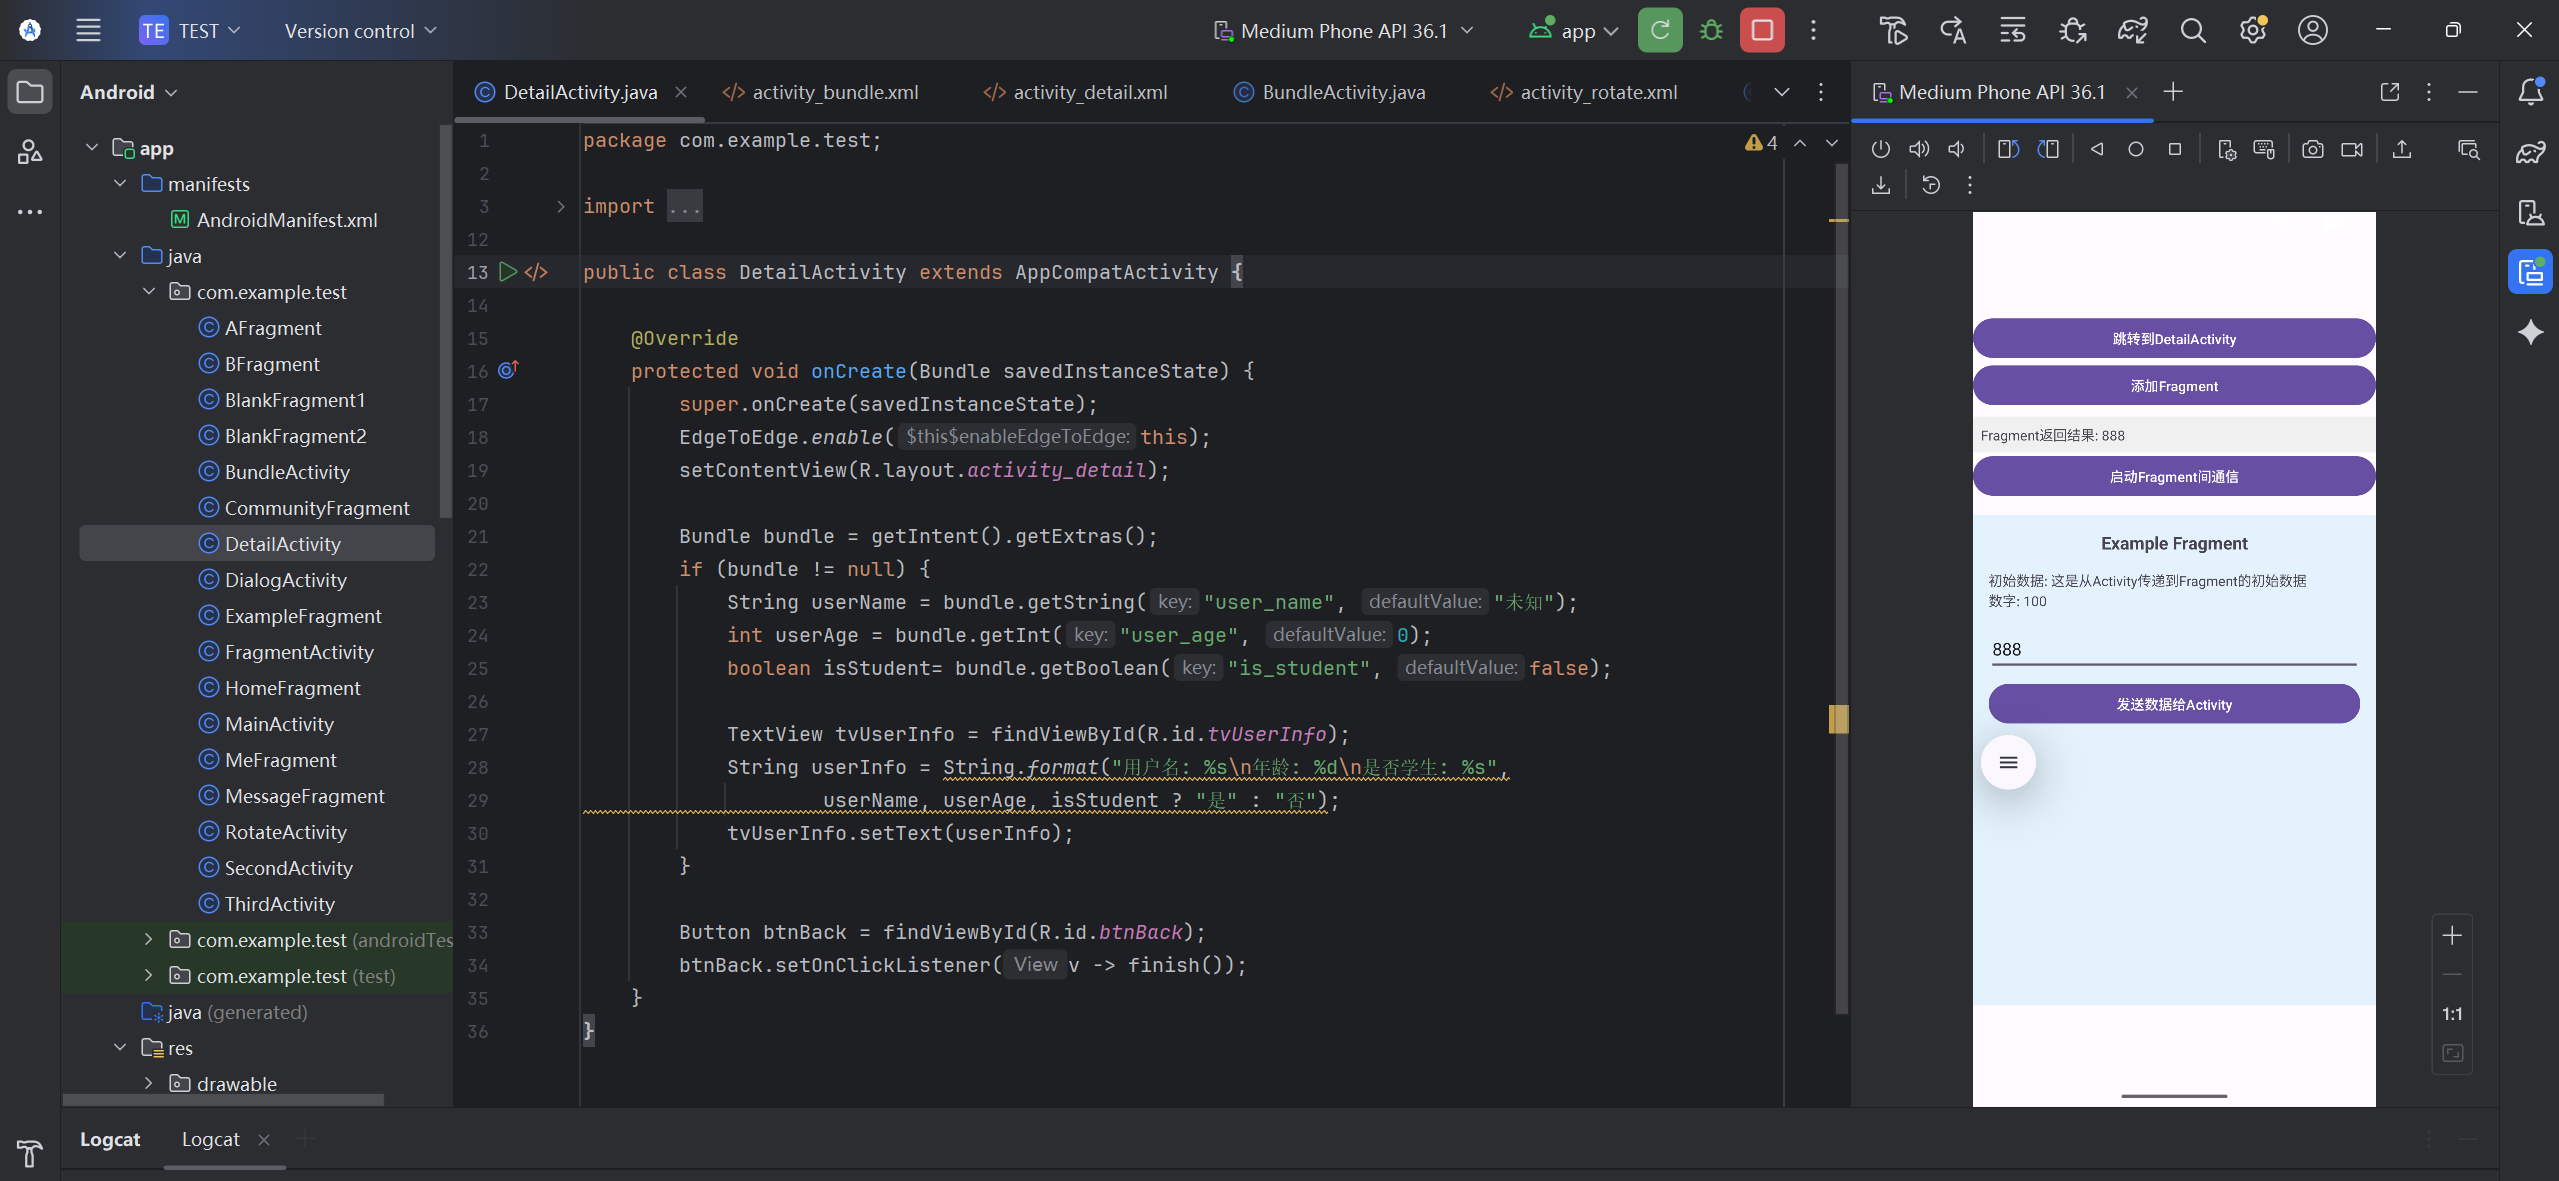 TE TEST Version control Medium Phone API 36.1 app
Android
app
manifests
AndroidManifest.xml
java
com.example.test
AFragment
BFragment
BlankFragment1
BlankFragment2
BundleActivity
CommunityFragment
DetailActivity
DialogActivity
ExampleFragment
FragmentActivity
HomeFragment
MainActivity
MeFragment
MessageFragment
RotateActivity
SecondActivity
ThirdActivity
com.example.test (androidTes
com.example.test (test)
java (generated)
res
drawable
DetailActivity.java activity_bundle.xml activity_detail.xml BundleActivity.java activity_rotate.xml
4
1 package com.example.test;
2
3 import ...
12
13 public class DetailActivity extends AppCompatActivity {
14
15 @Override
16 protected void onCreate(Bundle savedInstanceState) {
17 super.onCreate(savedInstanceState);
18 EdgeToEdge.enable( $this$enableEdgeToEdge: this);
19 setContentView(R.layout.activity_detail);
20
21 Bundle bundle = getIntent().getExtras();
22 if (bundle != null) {
23 String userName = bundle.getString( key: "user_name", defaultValue: "未知");
24 int userAge = bundle.getInt( key: "user_age", defaultValue: 0);
25 boolean isStudent= bundle.getBoolean( key: "is_student", defaultValue: false);
26
27 TextView tvUserInfo = findViewById(R.id.tvUserInfo);
28 String userInfo = String.format("用户名: %s\n年龄: %d\n是否学生: %s",
29 userName, userAge, isStudent ? "是" : "否");
30 tvUserInfo.setText(userInfo);
31 }
32
33 Button btnBack = findViewById(R.id.btnBack);
34 btnBack.setOnClickListener( View v -> finish());
35 }
36 }
Medium Phone API 36.1
跳转到DetailActivity
添加Fragment
Fragment返回结果: 888
启动Fragment间通信
Example Fragment
初始数据: 这是从Activity传递到Fragment的初始数据
数字: 100
888
发送数据给Activity
1:1
Logcat Logcat